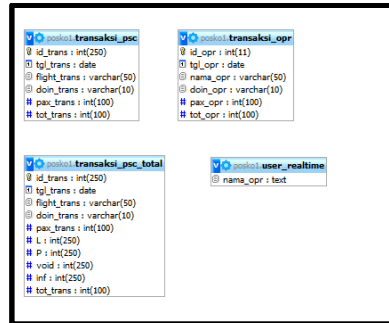 posko1.transaksi_psc
id_trans : int(250)
tgl_trans : date
flight_trans : varchar(50)
doin_trans : varchar(10)
pax_trans : int(100)
tot_trans : int(100)
posko1.transaksi_opr
id_opr : int(11)
tgl_opr : date
nama_opr : varchar(50)
doin_opr : varchar(10)
pax_opr : int(100)
tot_opr : int(100)
posko1.transaksi_psc_total
id_trans : int(250)
tgl_trans : date
flight_trans : varchar(50)
doin_trans : varchar(10)
pax_trans : int(100)
L : int(250)
P : int(250)
void : int(250)
inf : int(250)
tot_trans : int(100)
posko1.user_realtime
nama_opr : text